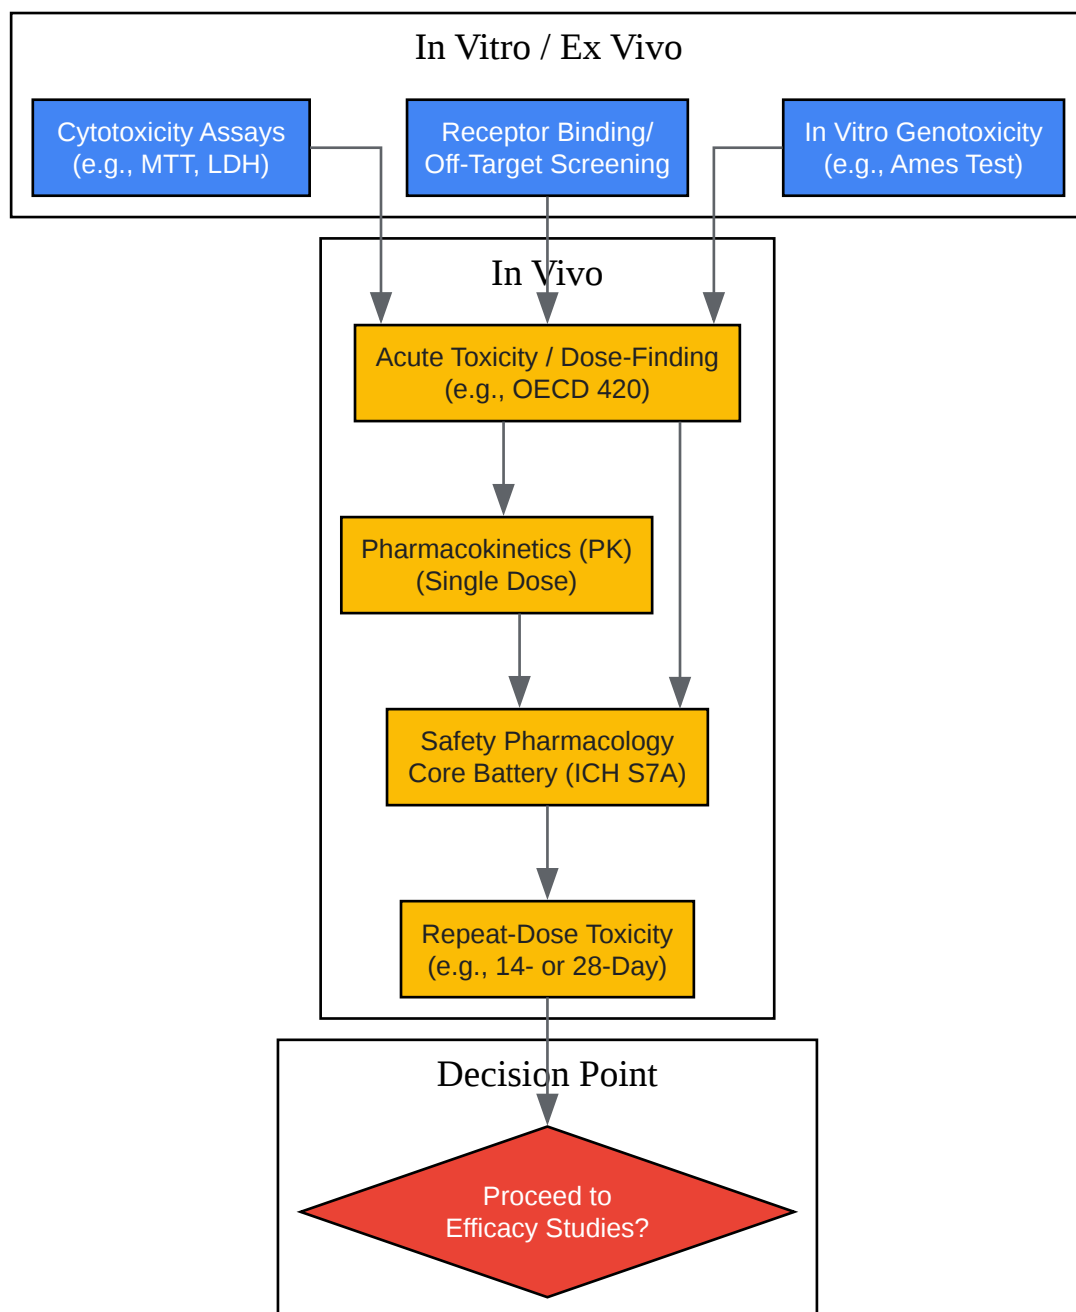 In Vitro / Ex Vivo
Cytotoxicity Assays
(e.g., MTT, LDH)
Receptor Binding/
Off-Target Screening
In Vitro Genotoxicity
(e.g., Ames Test)
In Vivo
Acute Toxicity / Dose-Finding
(e.g., OECD 420)
Pharmacokinetics (PK)
(Single Dose)
Safety Pharmacology
Core Battery (ICH S7A)
Repeat-Dose Toxicity
(e.g., 14- or 28-Day)
Decision Point
Proceed to
Efficacy Studies?